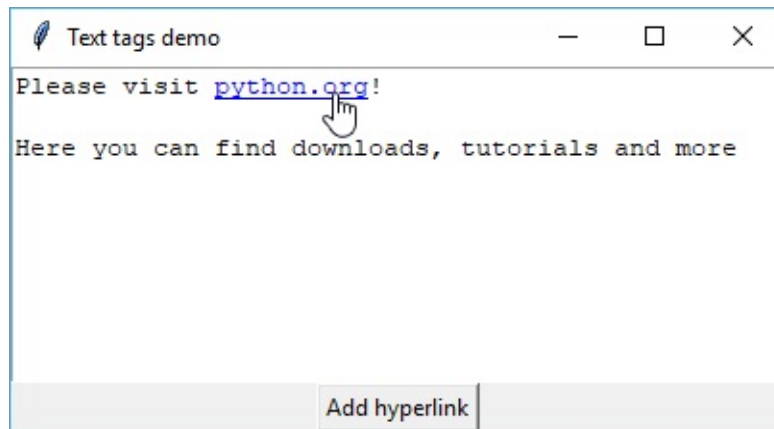 Text tags demo
Please visit python.org!
Here you can find downloads, tutorials and more
Add hyperlink